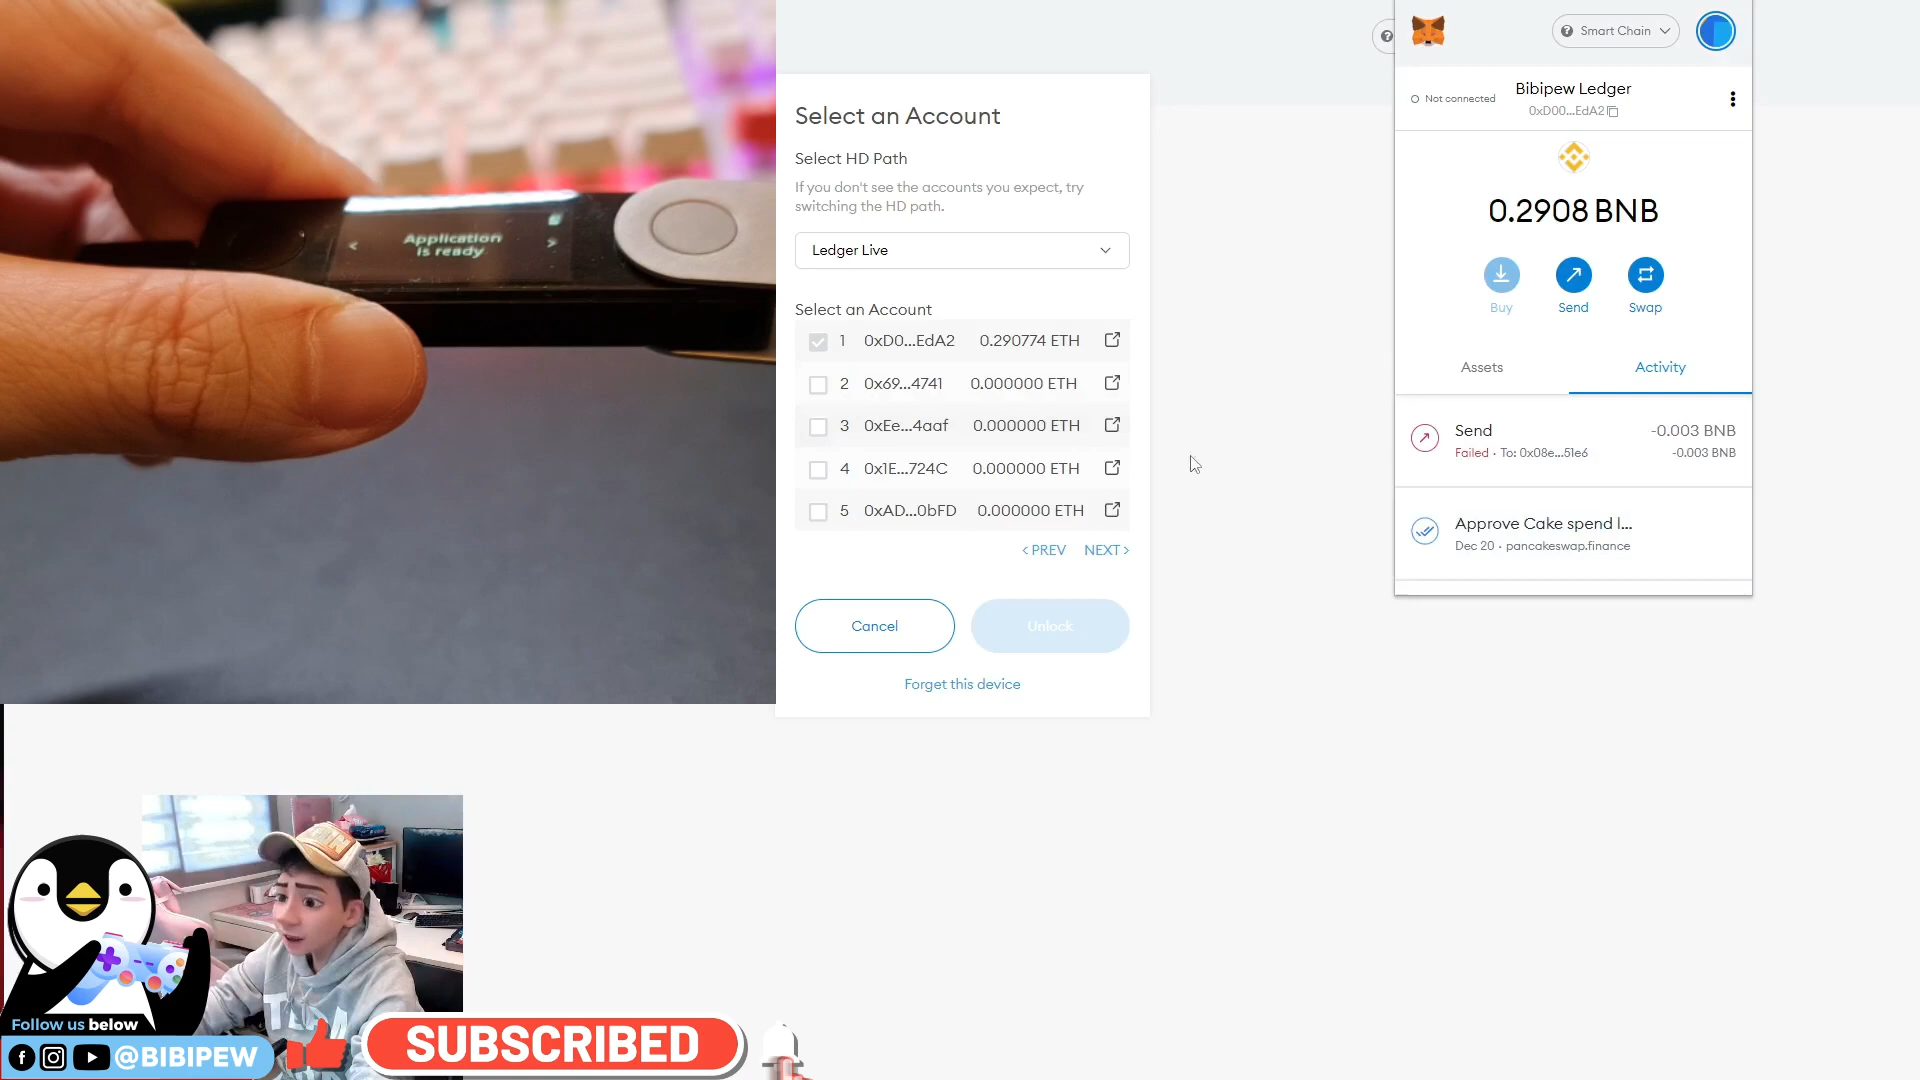 Application
is ready
Select an Account
Select HD Path
If you don't see the accounts you expect, try
switching the HD path.
Ledger Live
Select an Account
1 0xD0...EdA2 0.290774 ETH
2 0x69...4741 0.000000 ETH
3 0xEe...4aaf 0.000000 ETH
4 0x1E...724C 0.000000 ETH
5 0xAD...0bFD 0.000000 ETH
< PREV NEXT >
Cancel
Unlock
Forget this device
Smart Chain
Not connected
Bibipew Ledger
0xD00...EdA2
0.2908 BNB
Buy
Send
Swap
Assets
Activity
Send
-0.003 BNB
Failed · To: 0x08e...51e6
-0.003 BNB
Approve Cake spend l...
Dec 20 · pancakeswap.finance
Follow us below
@BIBIPEW
SUBSCRIBED